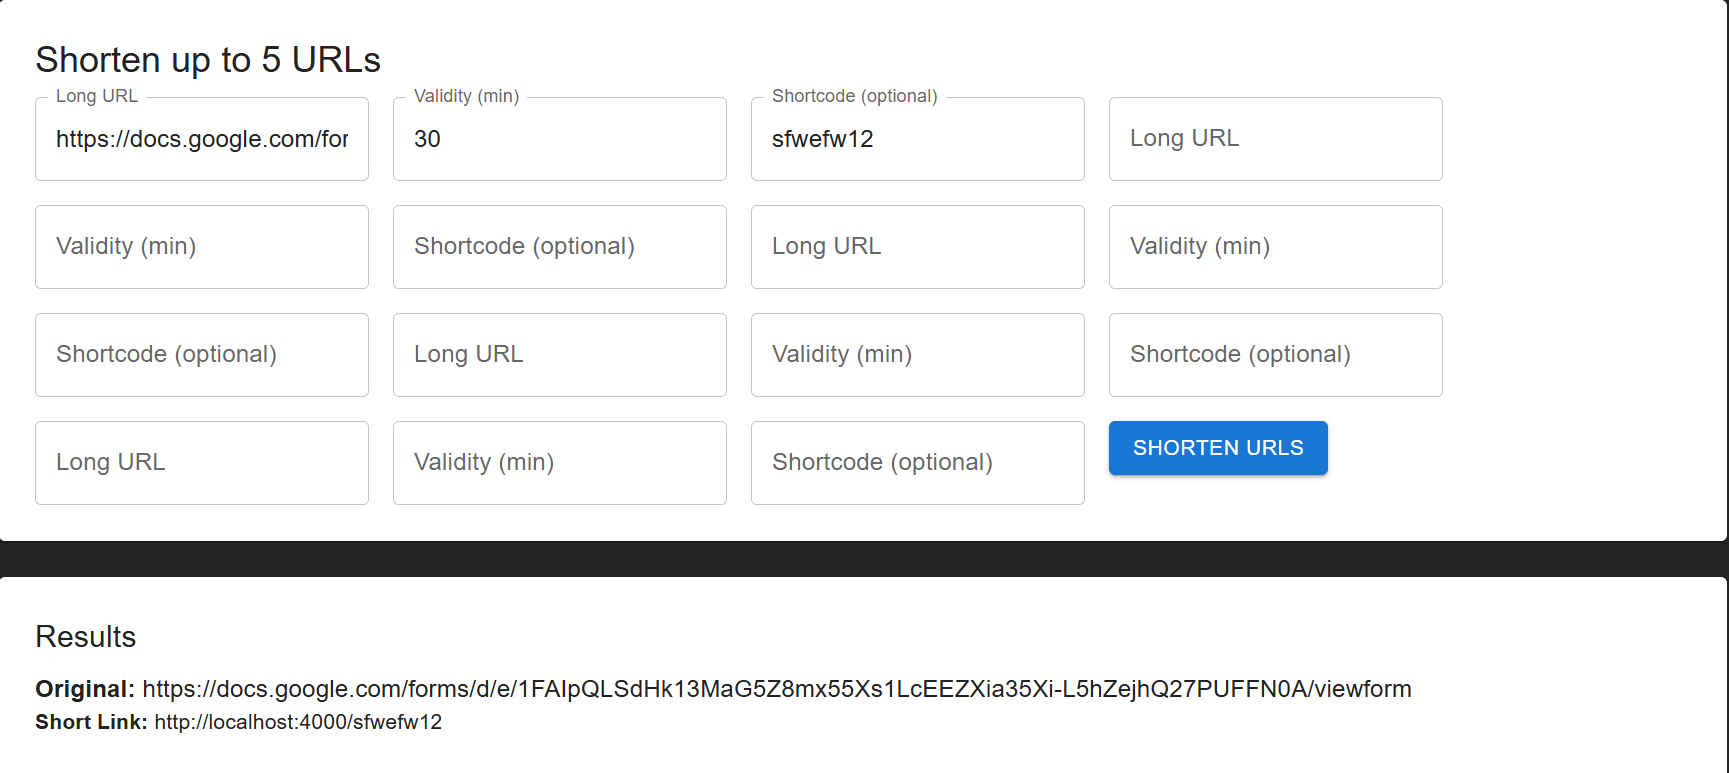 Shorten up to 5 URLs
Long URL
https://docs.google.com/for
Validity (min)
30
Shortcode (optional)
sfwefw12
Long URL
Validity (min)
Shortcode (optional)
Long URL
Validity (min)
Shortcode (optional)
Long URL
Validity (min)
Shortcode (optional)
Long URL
Validity (min)
Shortcode (optional)
SHORTEN URLS
Results
Original: https://docs.google.com/forms/d/e/1FAIpQLSdHk13MaG5Z8mx55Xs1LcEEZXia35Xi-L5hZejhQ27PUFFN0A/viewform
Short Link: http://localhost:4000/sfwefw12